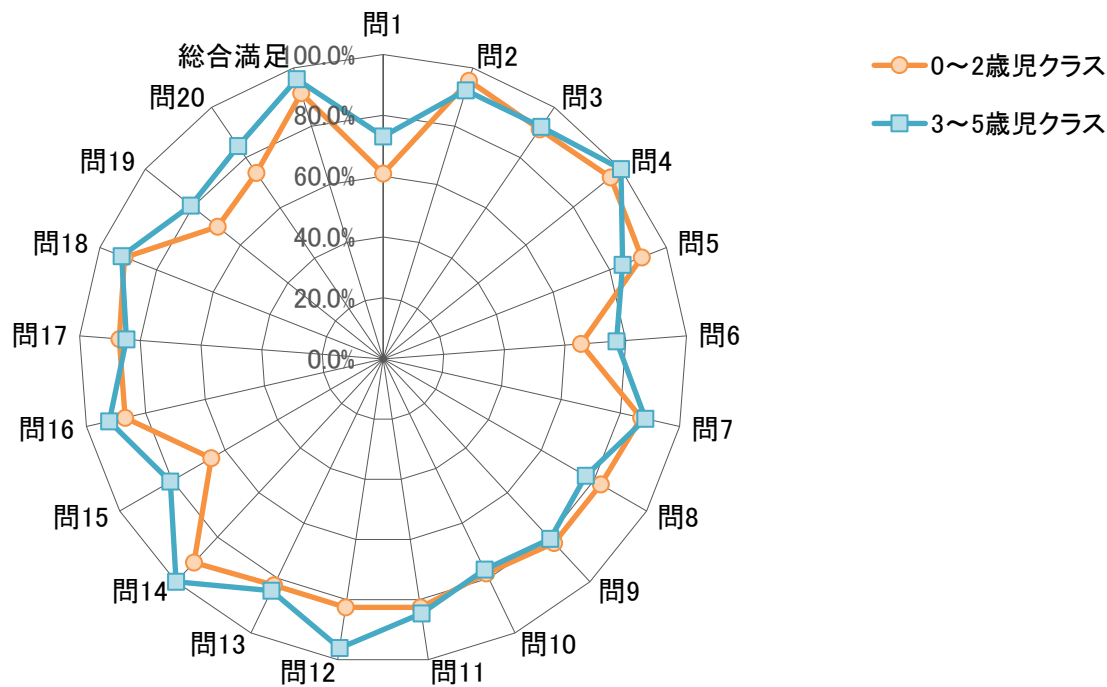 問1
問2
問3
問4
問5
問6
問7
問8
問9
問10
問11
問12
問13
問14
問15
問16
問17
問18
問19
問20
総合満足
100.0%
80.0%
60.0%
40.0%
20.0%
0.0%
0～2歳児クラス
3～5歳児クラス